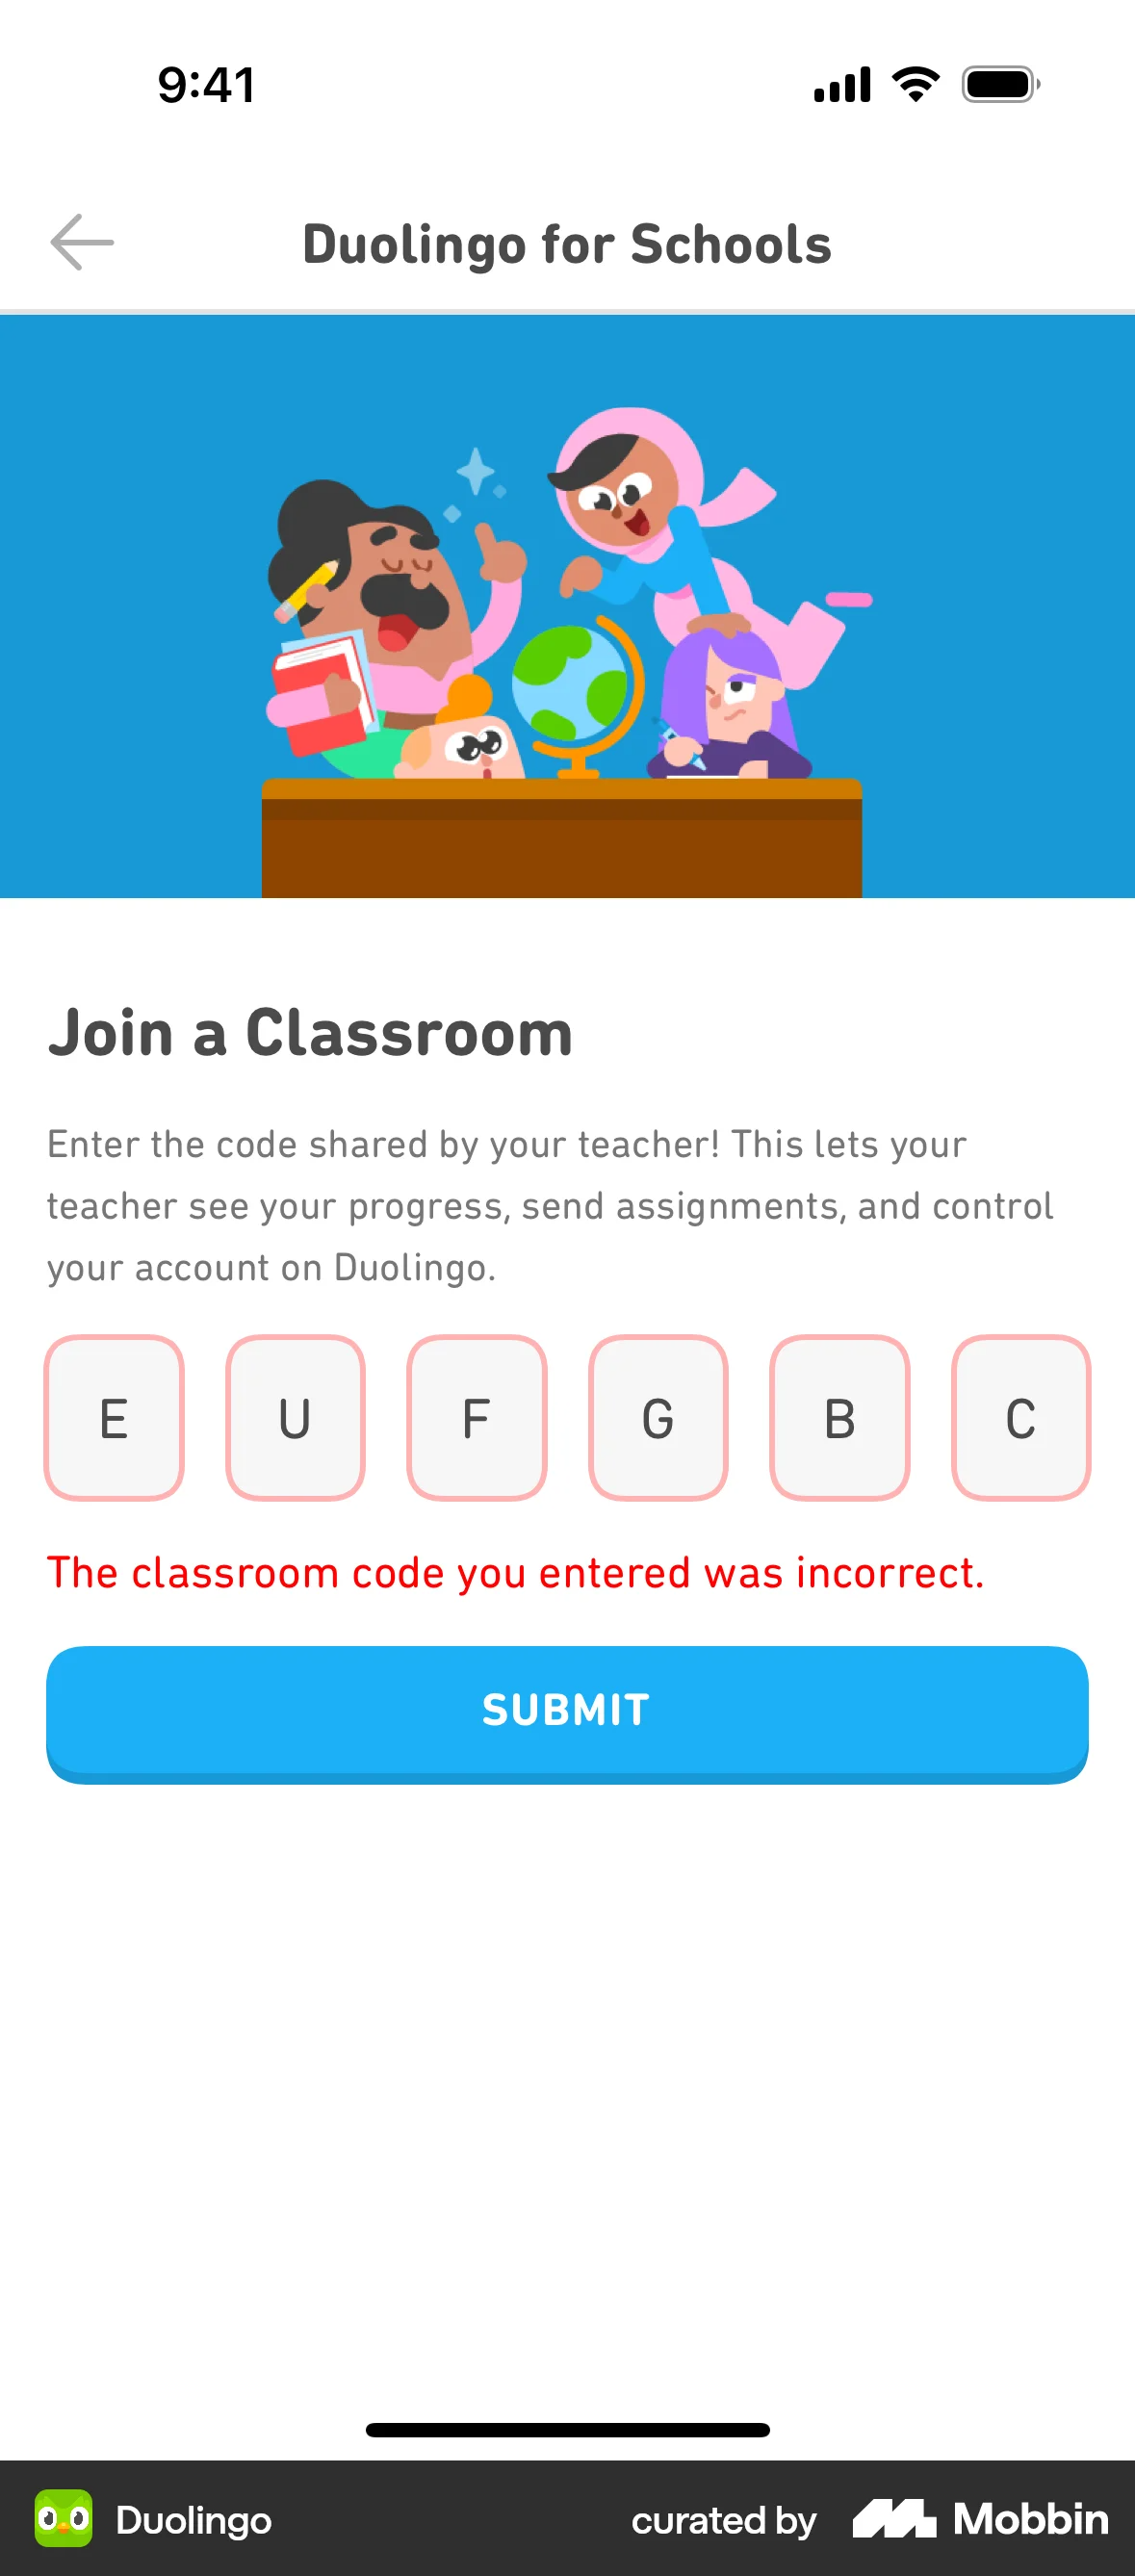 9:41
Duolingo for Schools
Join a Classroom
Enter the code shared by your teacher! This lets your
teacher see your progress, send assignments, and control
your account on Duolingo.
E U F G B C
The classroom code you entered was incorrect.
SUBMIT
Duolingo curated by Mobbin